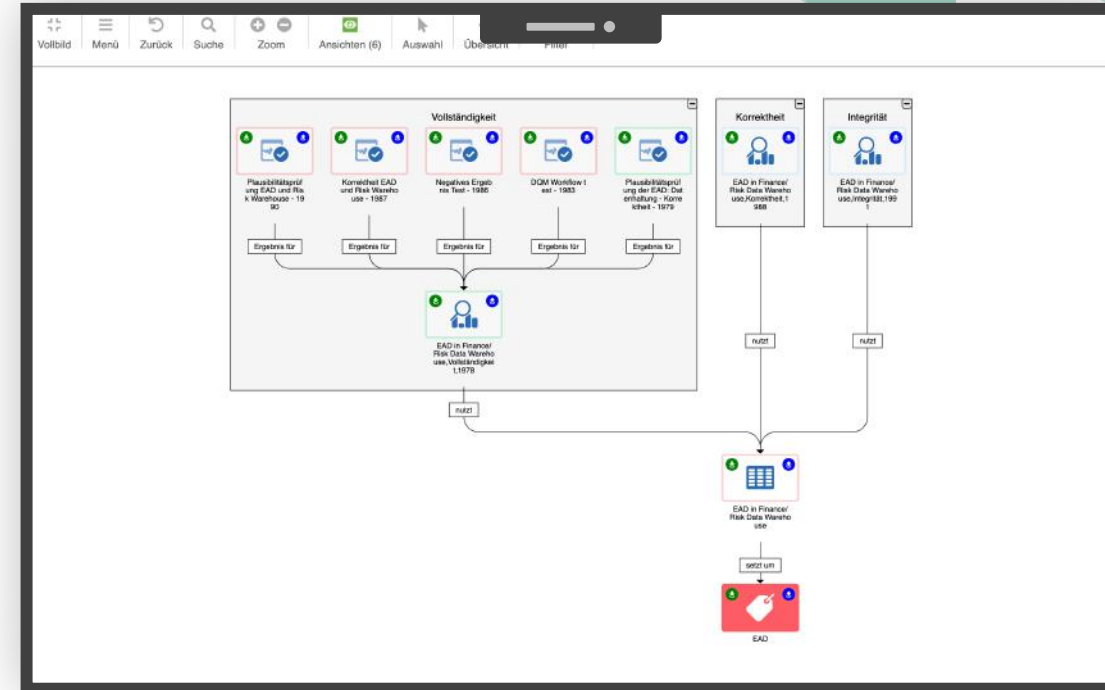 Vollbild Menü Zurück Suche Zoom Ansichten (6) Auswahl Übersicht Filter
Vollständigkeit
Korrektheit
Integrität
Plausibilitätsprüf
ung EAD und Ris
k Warehouse - 19
90
Korrektheit EAD
und Risk Wareho
use - 1987
Negatives Ergeb
nis Test - 1986
DQM Workflow t
est - 1983
Plausibilitätsprüf
ung der EAD: Dat
enhaltung - Korre
ktheit - 1979
EAD in Finance/
Risk Data Wareho
use,Korrektheit,1
988
EAD in Finance/
Risk Data Wareho
use,Integrität,199
1
Ergebnis für
Ergebnis für
Ergebnis für
Ergebnis für
Ergebnis für
EAD in Finance/
Risk Data Wareho
use,Vollständigkei
t,1978
nutzt
nutzt
nutzt
EAD in Finance/
Risk Data Wareho
use
setzt um
EAD